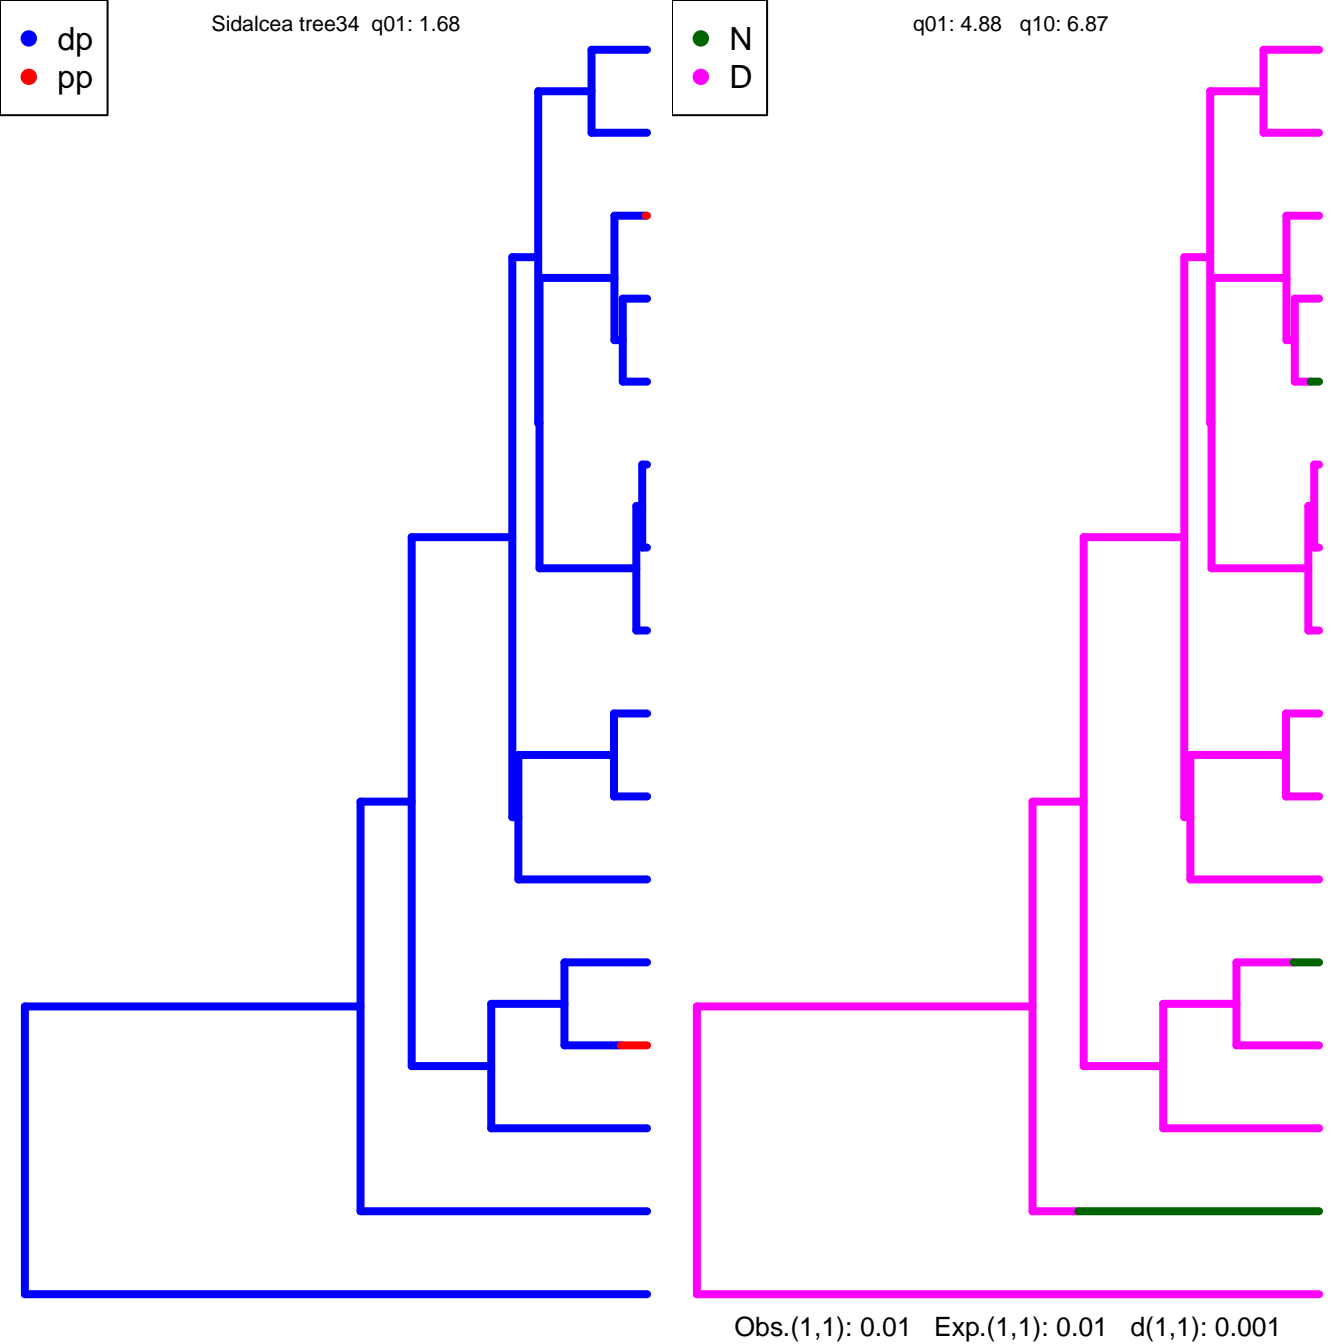 Sidalcea tree34  q01: 1.68
dp
pp
q01: 4.88   q10: 6.87
N
D
Obs.(1,1): 0.01   Exp.(1,1): 0.01   d(1,1): 0.001